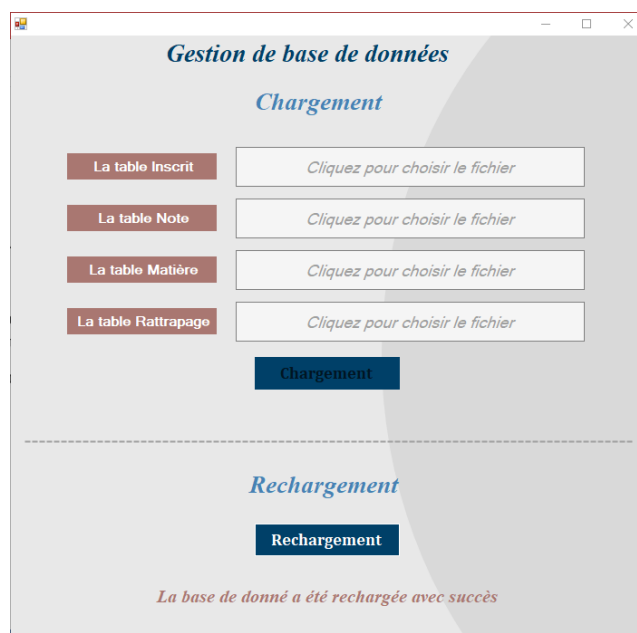 Gestion de base de données
Chargement
La table Inscrit
Cliquez pour choisir le fichier
La table Note
Cliquez pour choisir le fichier
La table Matière
Cliquez pour choisir le fichier
La table Rattrapage
Cliquez pour choisir le fichier
Chargement
Rechargement
Rechargement
La base de donné a été rechargée avec succès